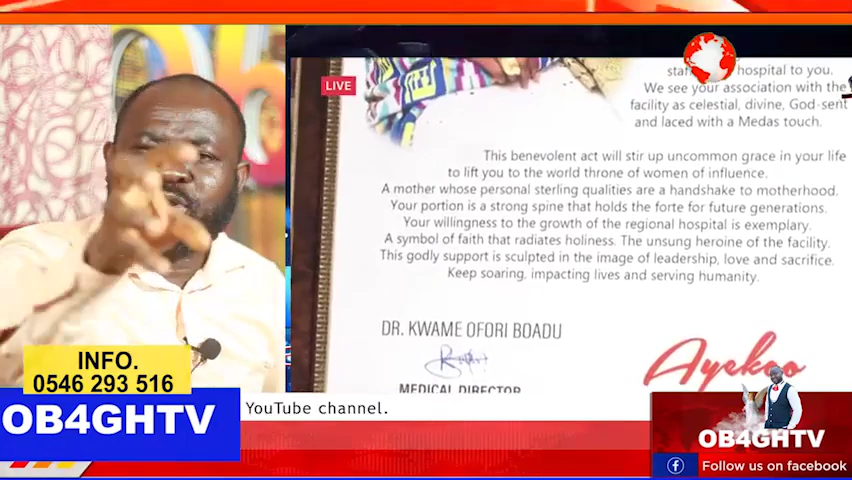 LIVE
staff hospital to you.
We see your association with the
facility as celestial, divine, God-sent
and laced with a Medas touch.
This benevolent act will stir up uncommon grace in your life
to lift you to the world throne of women of influence.
A mother whose personal sterling qualities are a handshake to motherhood.
Your portion is a strong spine that holds the forte for future generations.
Your willingness to the growth of the regional hospital is exemplary.
A symbol of faith that radiates holiness. The unsung heroine of the facility.
This godly support is sculpted in the image of leadership, love and sacrifice.
Keep soaring, impacting lives and serving humanity.
DR. KWAME OFORI BOADU
MEDICAL DIRECTOR
Ayekoo
INFO.
0546 293 516
OB4GHTV
YouTube channel.
OB4GHTV
Follow us on facebook